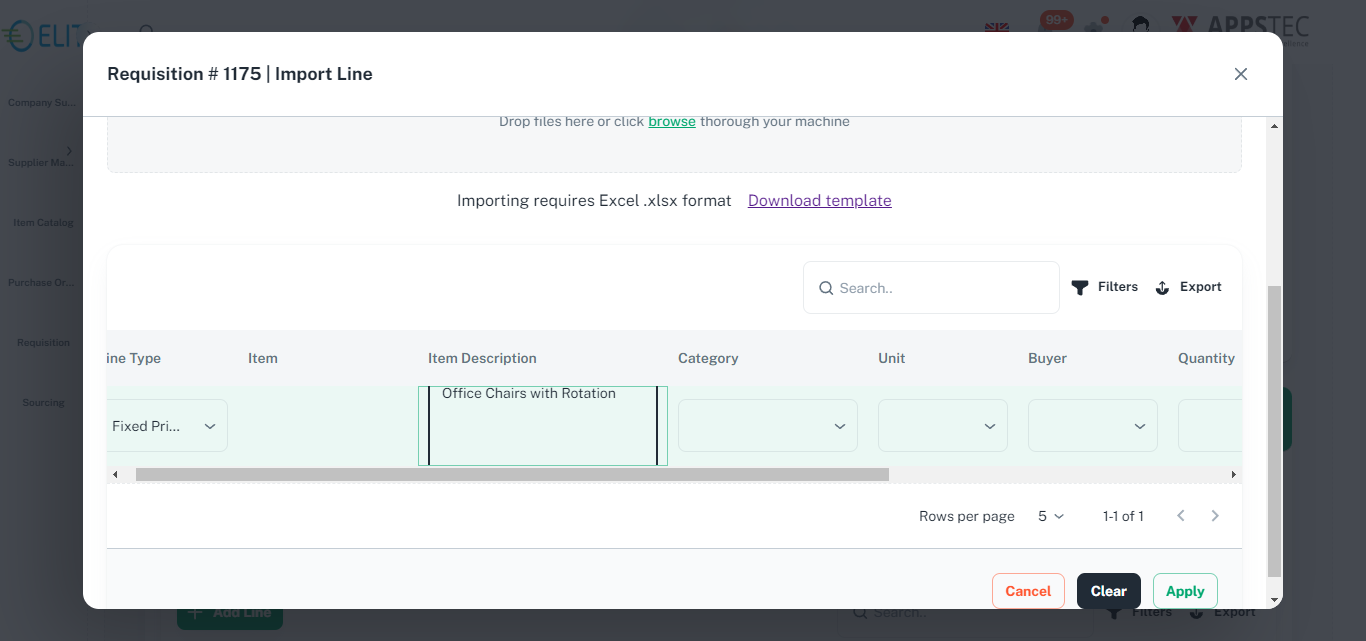 ELIT
99+
APPSTEC
Requisition # 1175 | Import Line
Company Su...
Supplier Ma...
Item Catalog
Purchase Or...
Requisition
Sourcing
Drop files here or click browse thorough your machine
Importing requires Excel .xlsx format Download template
Search..
Filters
Export
ine Type Item Item Description Category Unit Buyer Quantity
Fixed Pri... Office Chairs with Rotation
Rows per page 5 1-1 of 1
Cancel Clear Apply
+ Add Line
Search..
Filters
Export